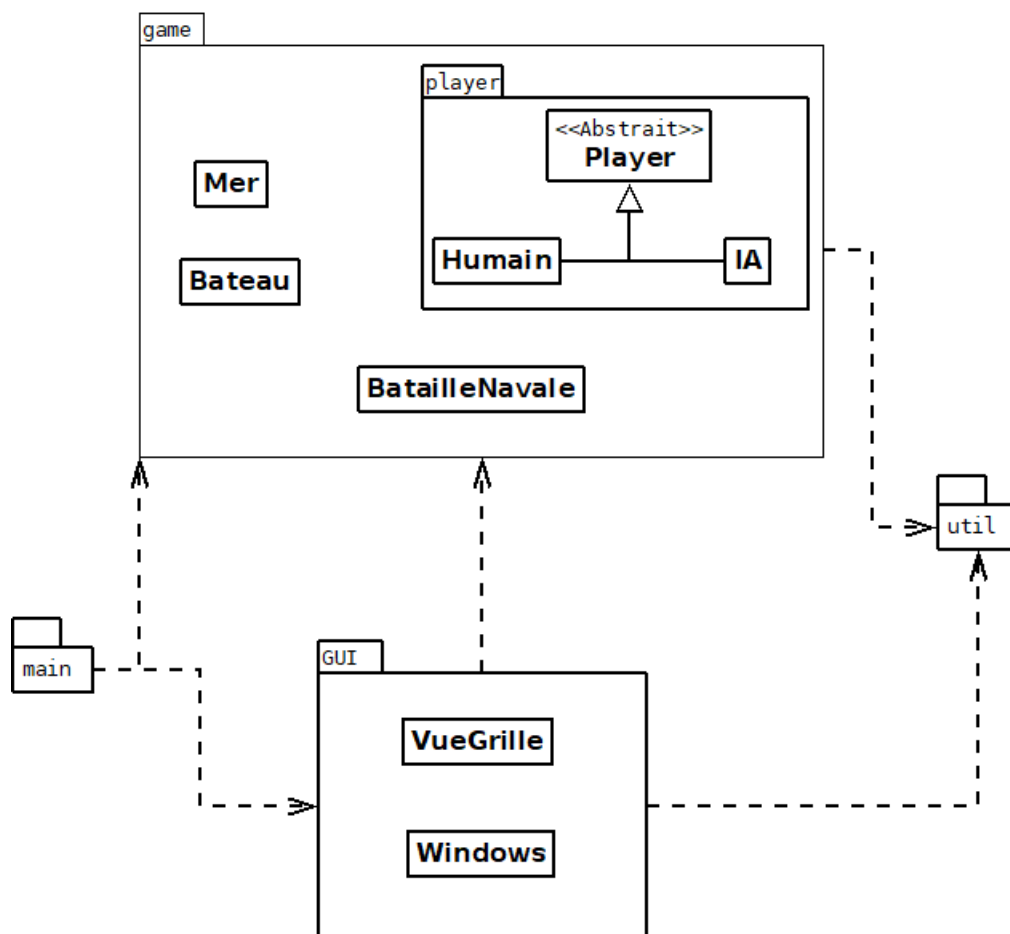 game
player
<<Abstrait>>
Player
Mer
Humain
IA
Bateau
BatailleNavale
util
main
GUI
VueGrille
Windows